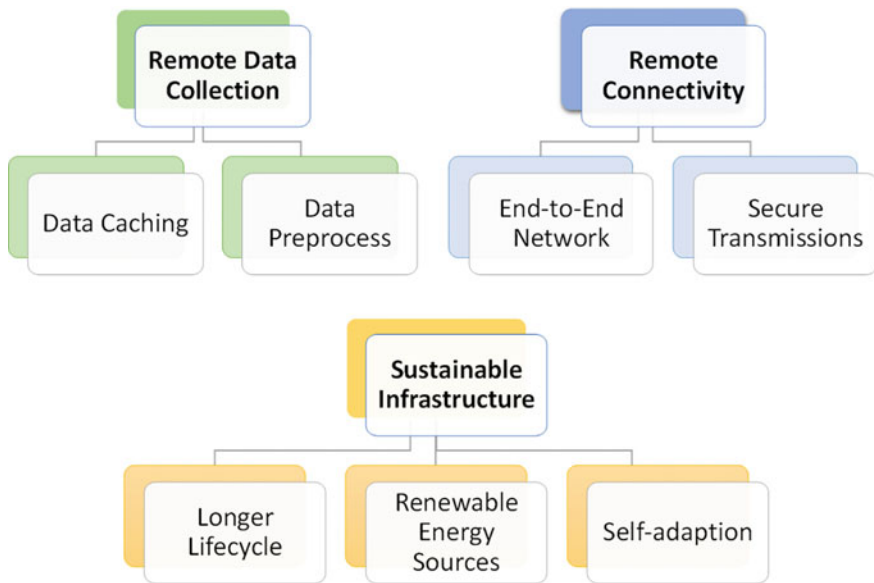 Remote Data
Collection
Data Caching
Data
Preprocess
Remote
Connectivity
End-to-End
Network
Secure
Transmissions
Sustainable
Infrastructure
Longer
Lifecycle
Renewable
Energy
Sources
Self-adaption